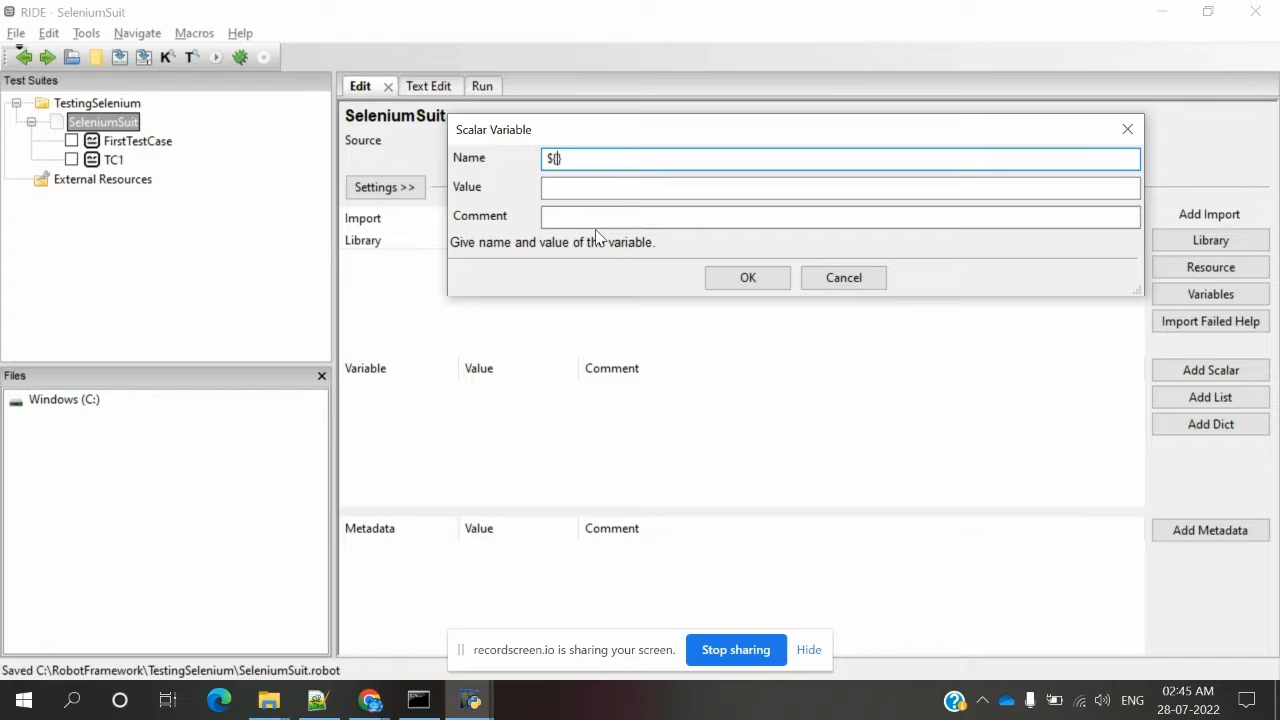 RIDE - SeleniumSuit
File Edit Tools Navigate Macros Help
K T
Test Suites
TestingSelenium
SeleniumSuit
FirstTestCase
TC1
External Resources
Files
Windows (C:)
Edit Text Edit Run
SeleniumSuit
Source
Settings >>
Import
Library
Scalar Variable
Name ${}
Value
Comment
Give name and value of the variable.
OK Cancel
Add Import
Library
Resource
Variables
Import Failed Help
Variable Value Comment
Add Scalar
Add List
Add Dict
Metadata Value Comment
Add Metadata
recordscreen.io is sharing your screen. Stop sharing Hide
Saved C:\RobotFramework\TestingSelenium\SeleniumSuit.robot
ENG
02:45 AM
28-07-2022